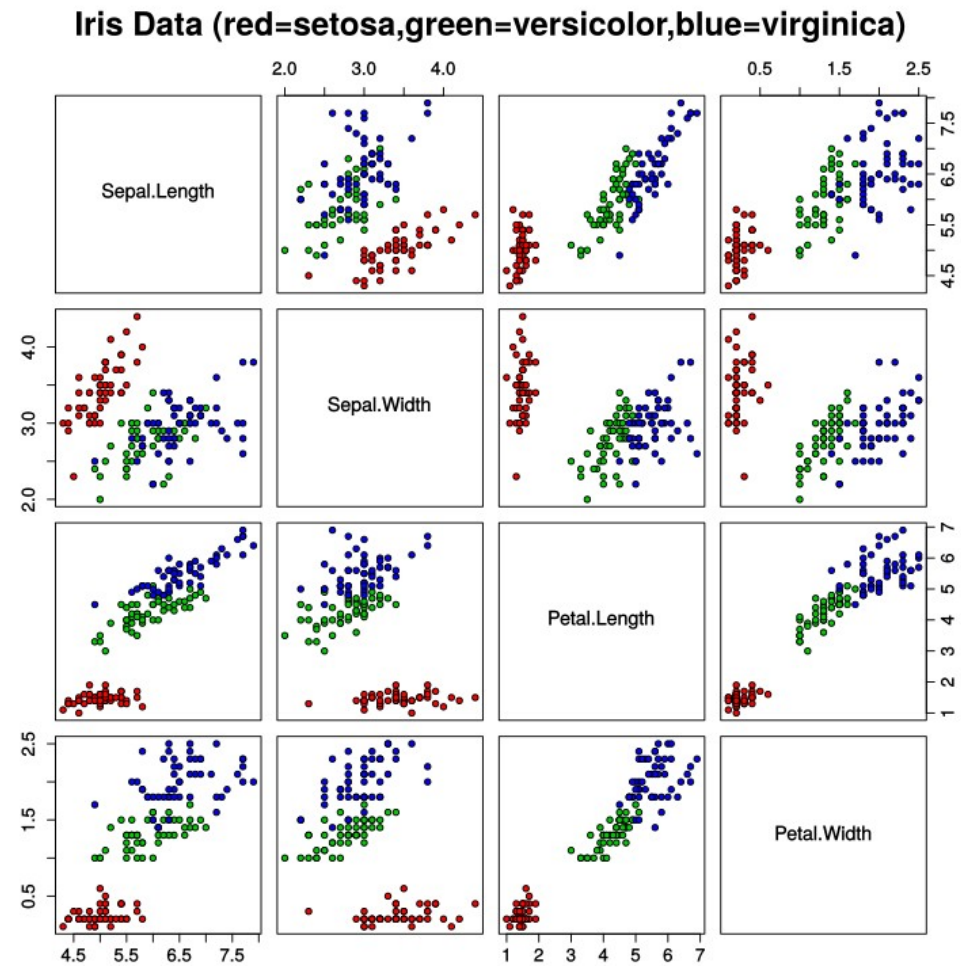 Iris Data (red=setosa,green=versicolor,blue=virginica)
2.0 3.0 4.0 0.5 1.5 2.5
Sepal.Length
4.5 5.5 6.5 7.5
2.0 3.0 4.0
Sepal.Width
Petal.Length
1 2 3 4 5 6 7
0.5 1.5 2.5
Petal.Width
4.5 5.5 6.5 7.5 1 2 3 4 5 6 7